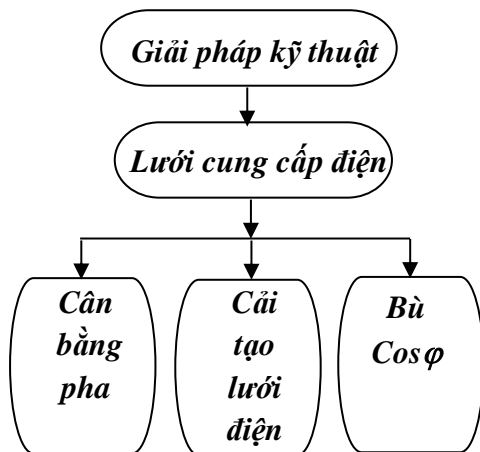 Giải pháp kỹ thuật
Lưới cung cấp điện
Cân
bằng
pha
Cải
tạo
lưới
điện
Bù
Cosφ